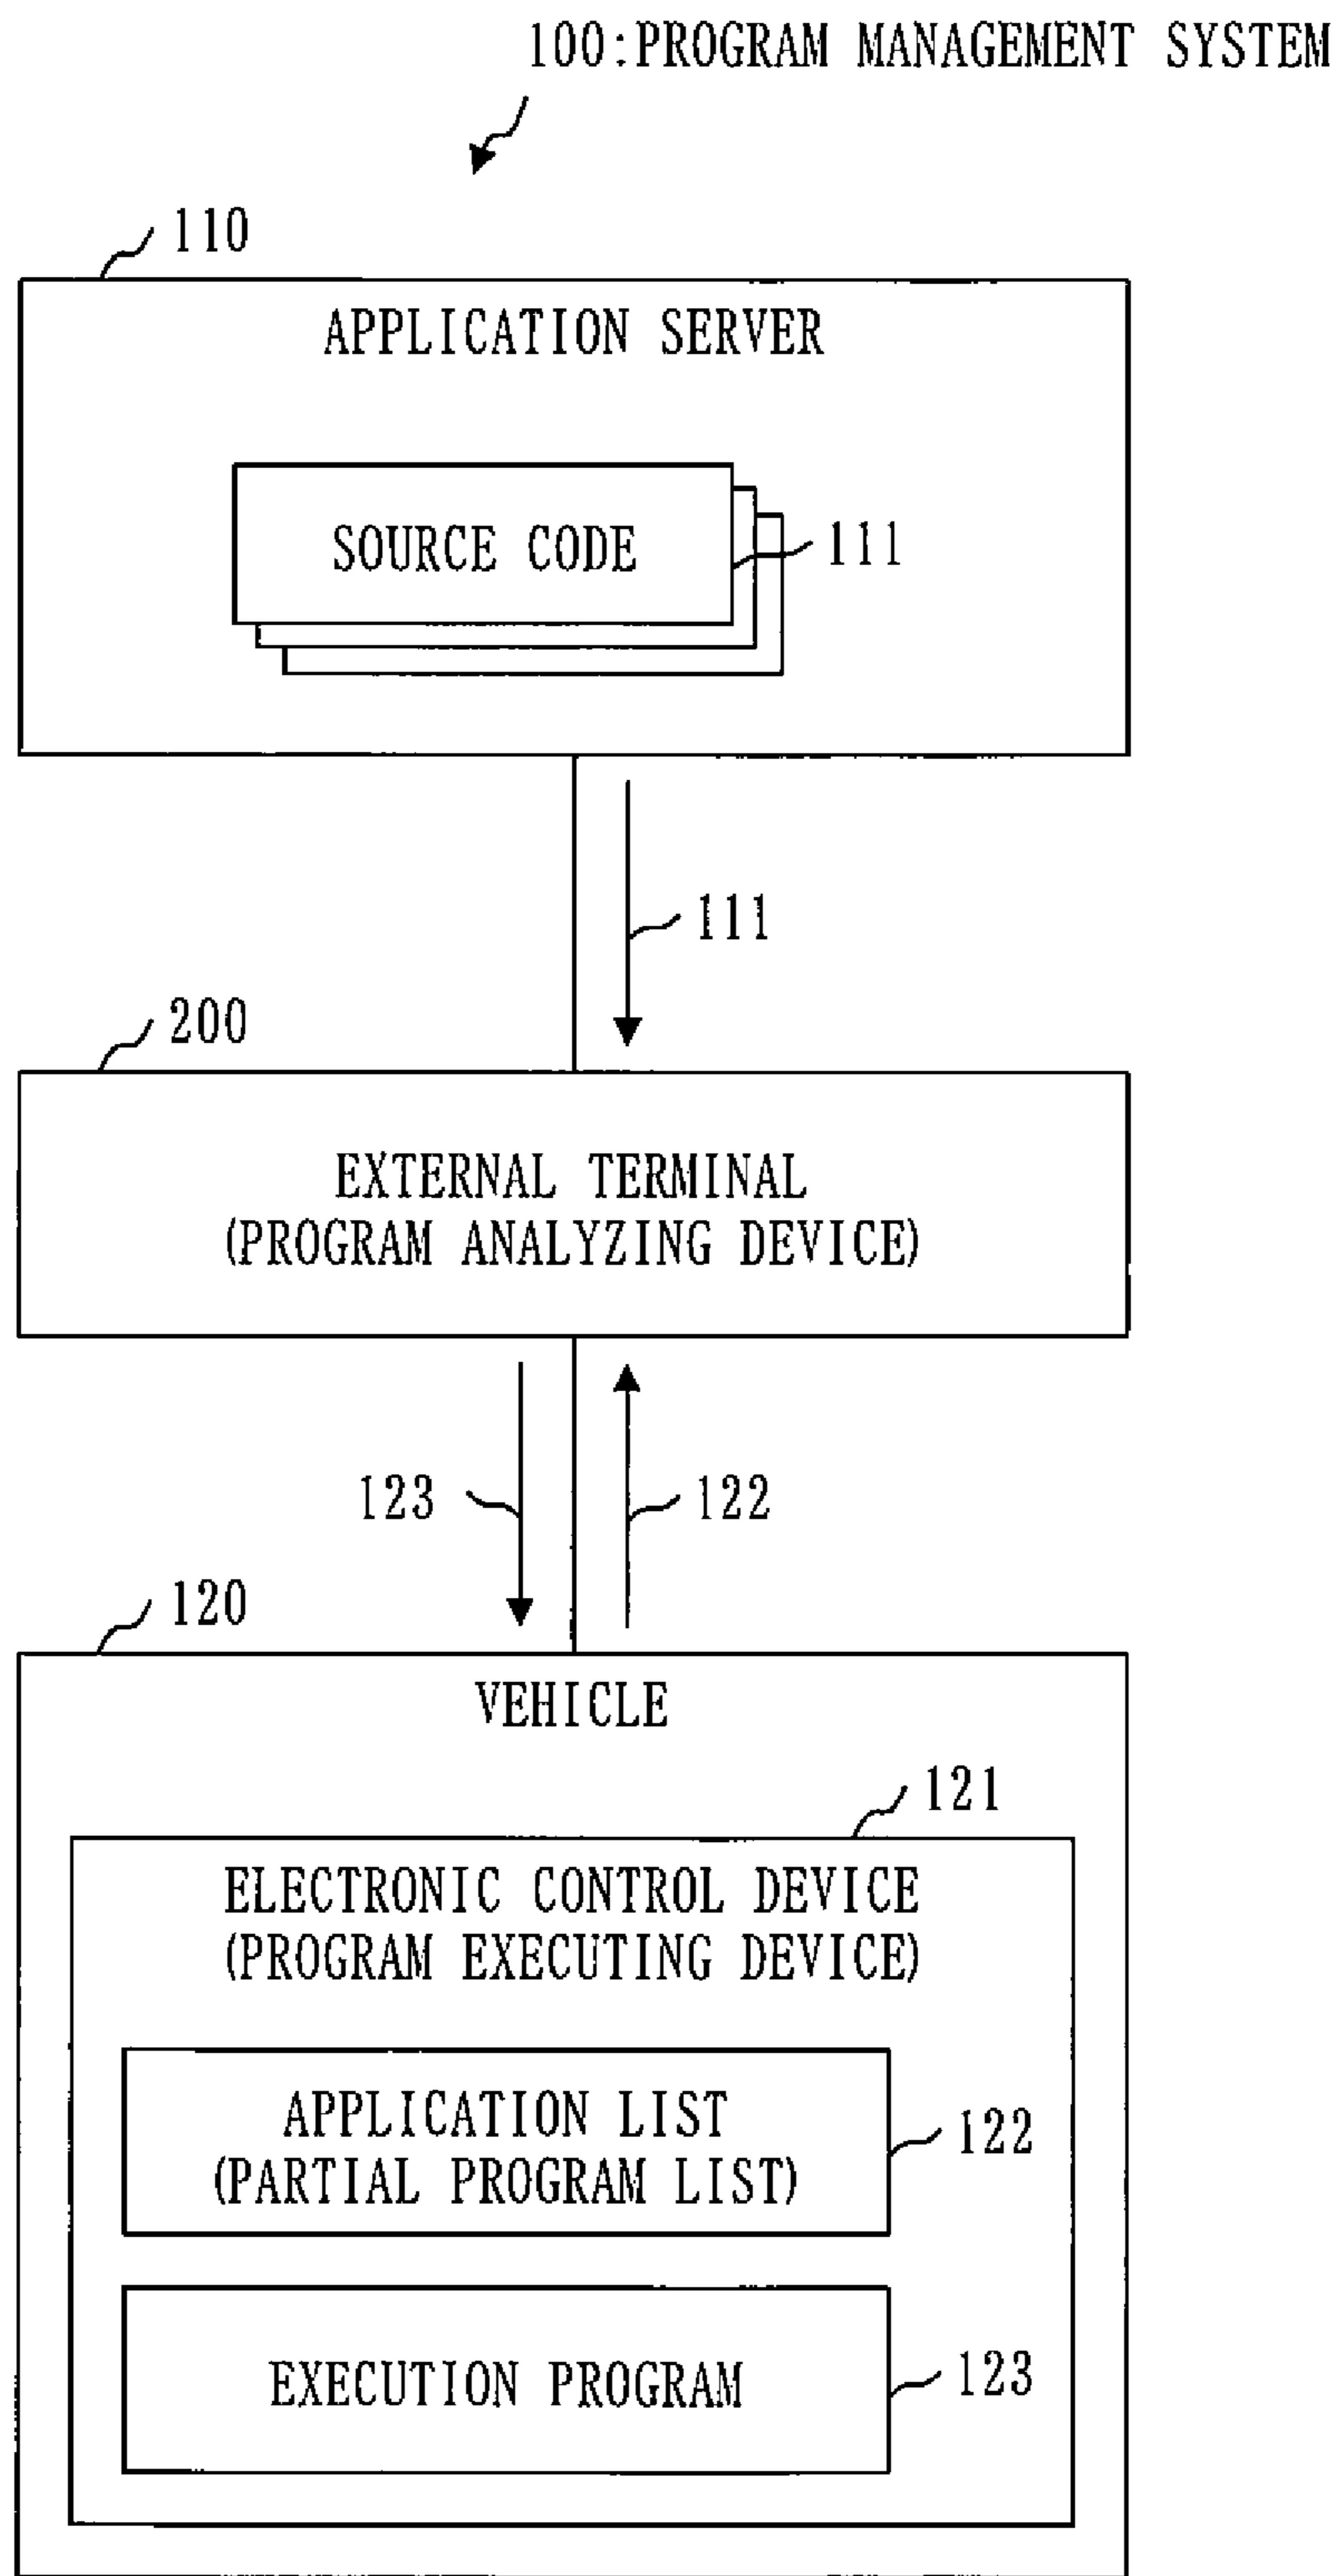 100:PROGRAM MANAGEMENT SYSTEM
110
APPLICATION SERVER
SOURCE CODE
111
111
200
EXTERNAL TERMINAL
(PROGRAM ANALYZING DEVICE)
123
122
120
VEHICLE
121
ELECTRONIC CONTROL DEVICE
(PROGRAM EXECUTING DEVICE)
APPLICATION LIST
(PARTIAL PROGRAM LIST)
122
EXECUTION PROGRAM
123